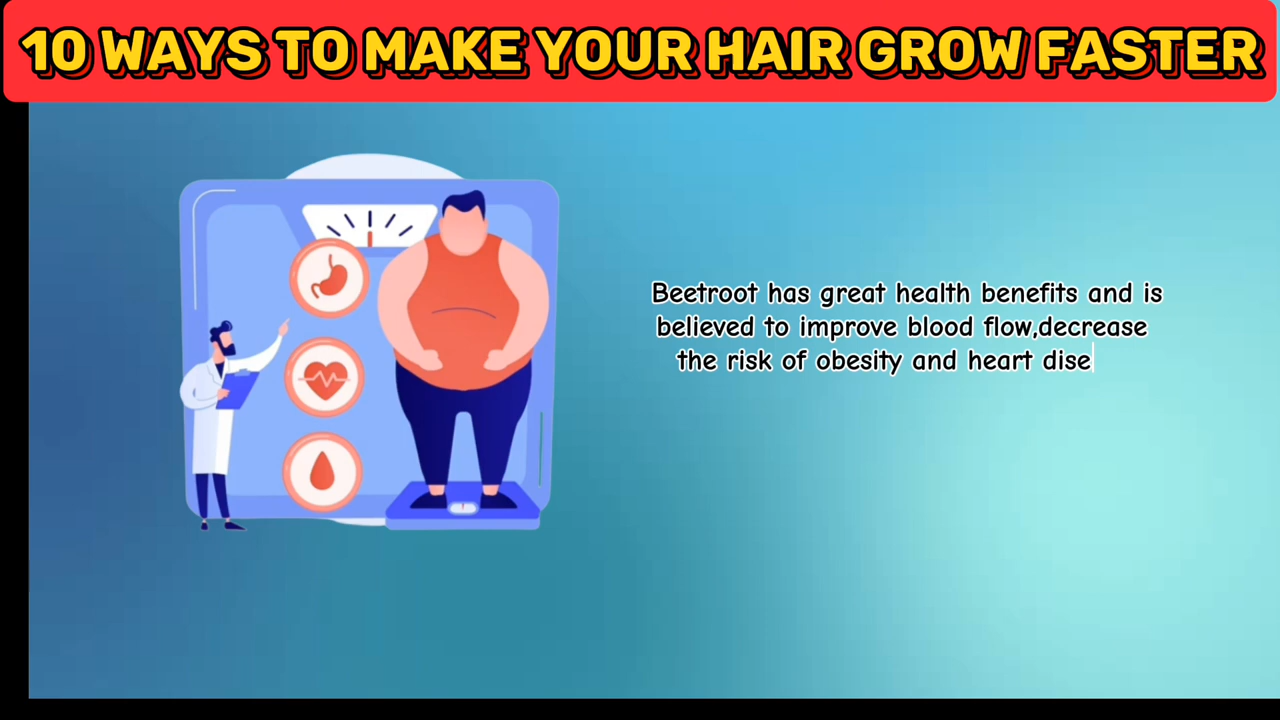 10 WAYS TO MAKE YOUR HAIR GROW FASTER
Beetroot has great health benefits and is
believed to improve blood flow,decrease
the risk of obesity and heart dise